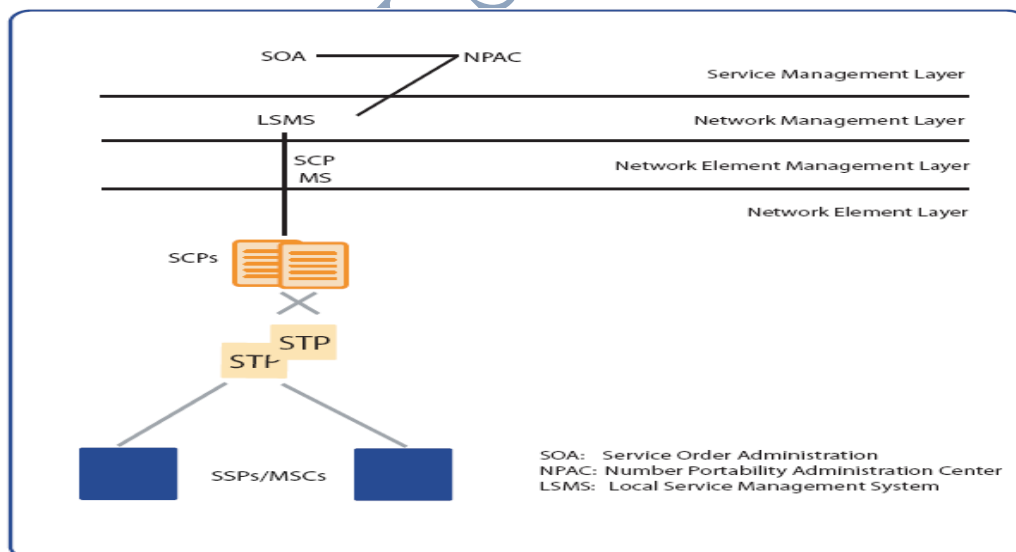 SOA
NPAC
Service Management Layer
LSMS
Network Management Layer
SCP
MS
Network Element Management Layer
Network Element Layer
SCPs
STP
STP
SSPs/MSCs
SOA: Service Order Administration
NPAC: Number Portability Administration Center
LSMS: Local Service Management System